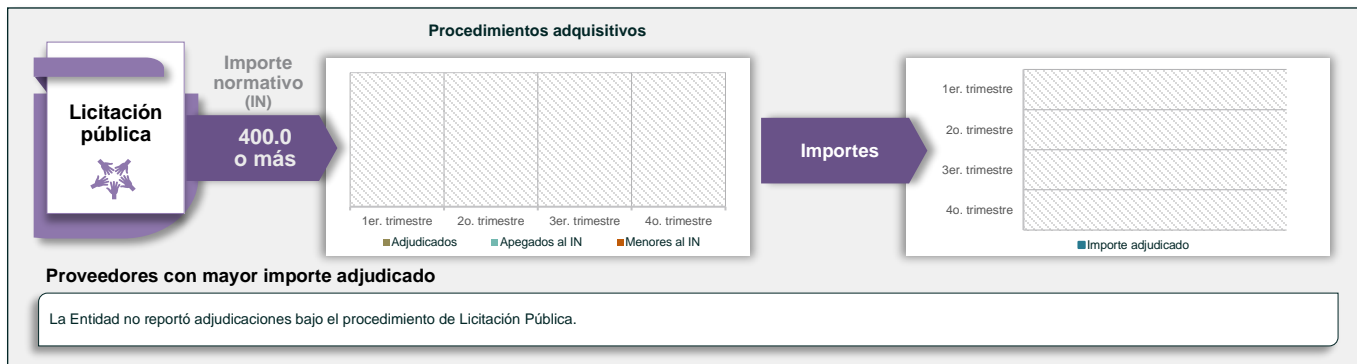 Procedimientos adquisitivos
Licitación
pública
Importe
normativo
(IN)
400.0
o más
1er. trimestre 2o. trimestre 3er. trimestre 4o. trimestre
Adjudicados Apegados al IN Menores al IN
Importes
1er. trimestre
2o. trimestre
3er. trimestre
4o. trimestre
Importe adjudicado
Proveedores con mayor importe adjudicado
La Entidad no reportó adjudicaciones bajo el procedimiento de Licitación Pública.